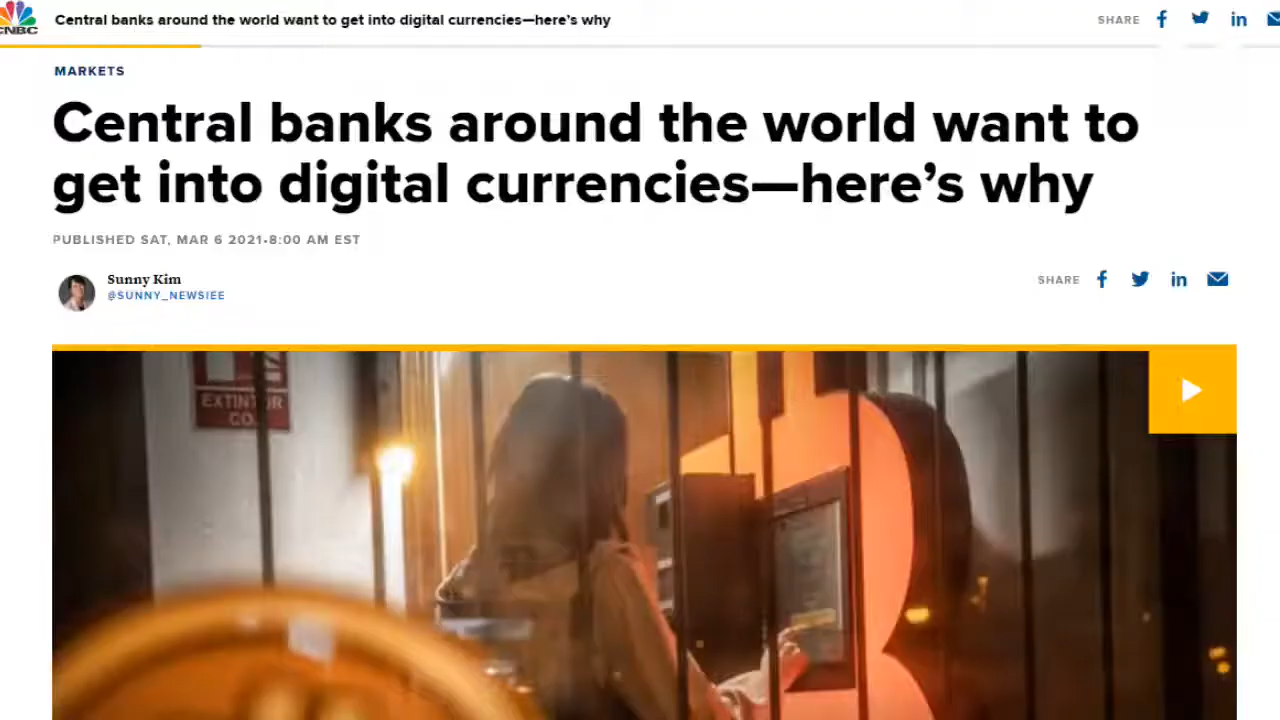 CNBC
Central banks around the world want to get into digital currencies—here's why
SHARE
MARKETS
Central banks around the world want to
get into digital currencies—here's why
PUBLISHED SAT, MAR 6 2021•8:00 AM EST
Sunny Kim
@SUNNY_NEWSIEE
SHARE
EXTINTOR
CO